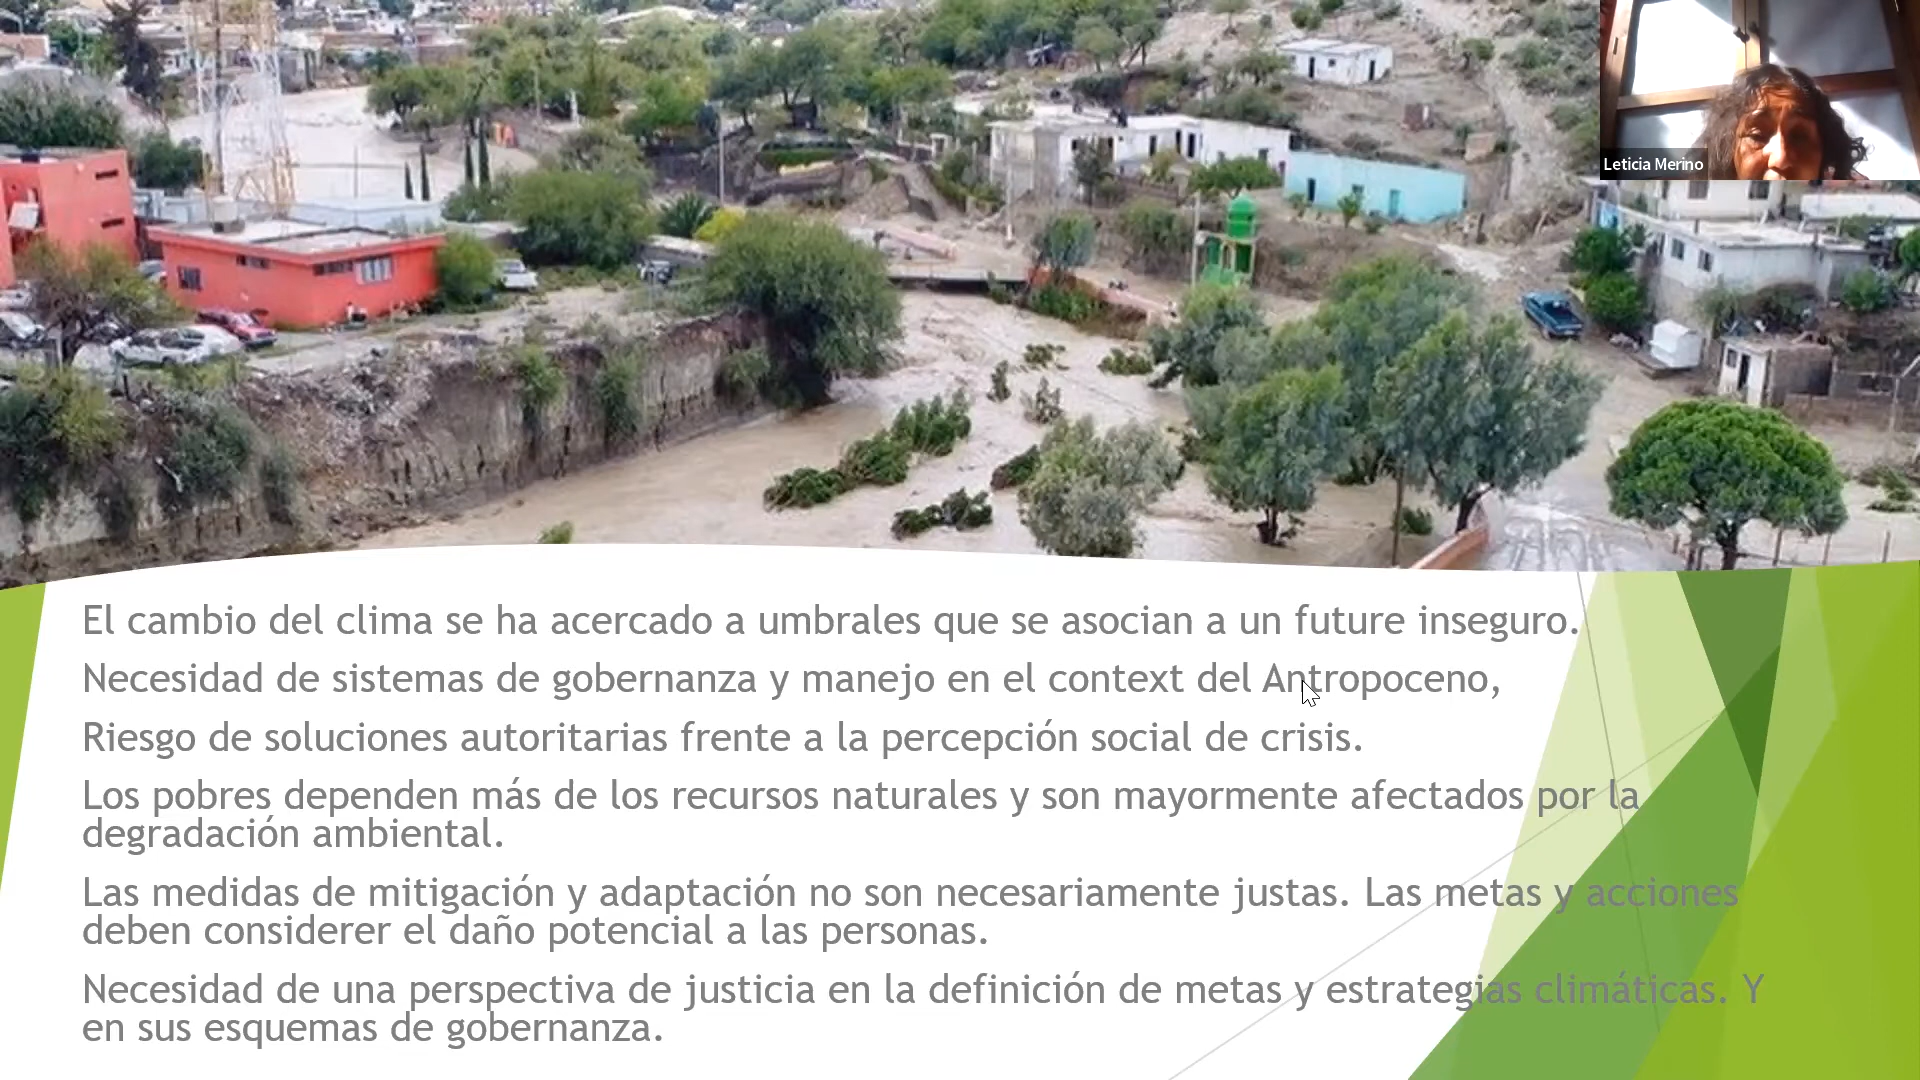 Leticia Merino
El cambio del clima se ha acercado a umbrales que se asocian a un future inseguro.
Necesidad de sistemas de gobernanza y manejo en el context del Antropoceno,
Riesgo de soluciones autoritarias frente a la percepción social de crisis.
Los pobres dependen más de los recursos naturales y son mayormente afectados por la
degradación ambiental.
Las medidas de mitigación y adaptación no son necesariamente justas. Las metas y acciones
deben considerer el daño potencial a las personas.
Necesidad de una perspectiva de justicia en la definición de metas y estrategias climáticas. Y
en sus esquemas de gobernanza.